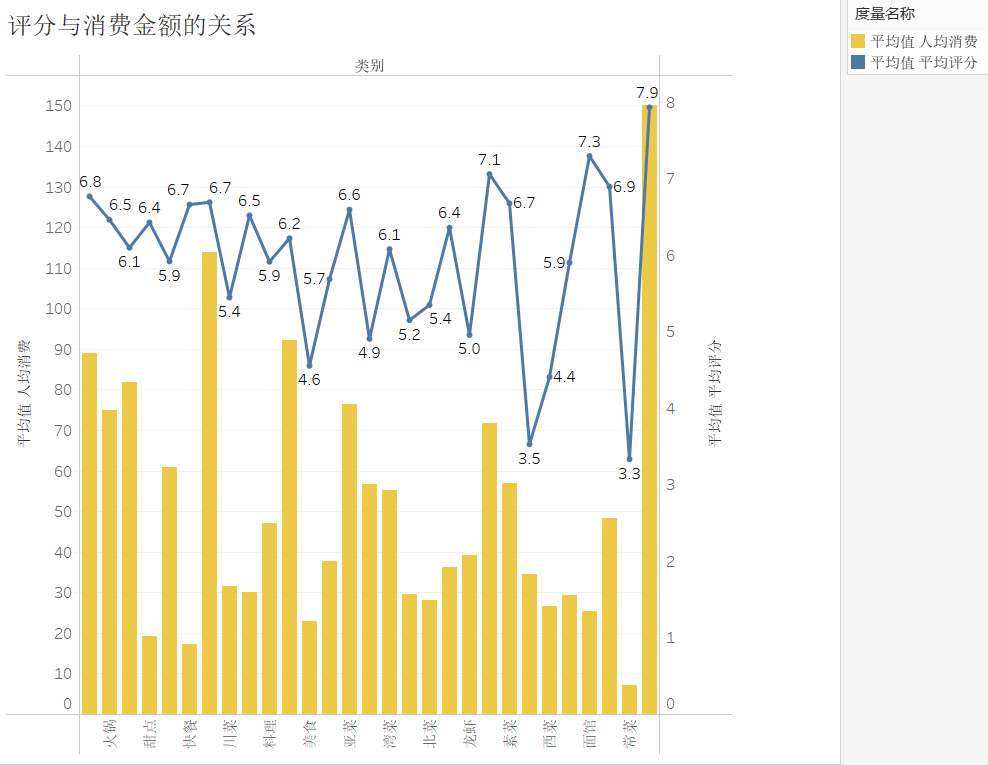 评分与消费金额的关系
度量名称
平均值 人均消费
平均值 平均评分
类别
平均值 人均消费
150
140
130
120
110
100
90
80
70
60
50
40
30
20
10
0
6.8
6.5
6.1
6.4
5.9
6.7
6.7
5.4
6.5
5.9
6.2
4.6
5.7
6.6
4.9
6.1
5.2
5.4
6.4
5.0
7.1
6.7
3.5
4.4
5.9
7.3
6.9
3.3
7.9
8
7
6
5
4
3
2
1
0
平均值 平均评分
火锅
甜点
快餐
川菜
料理
美食
亚菜
湾菜
北菜
龙虾
素菜
西菜
面馆
常菜